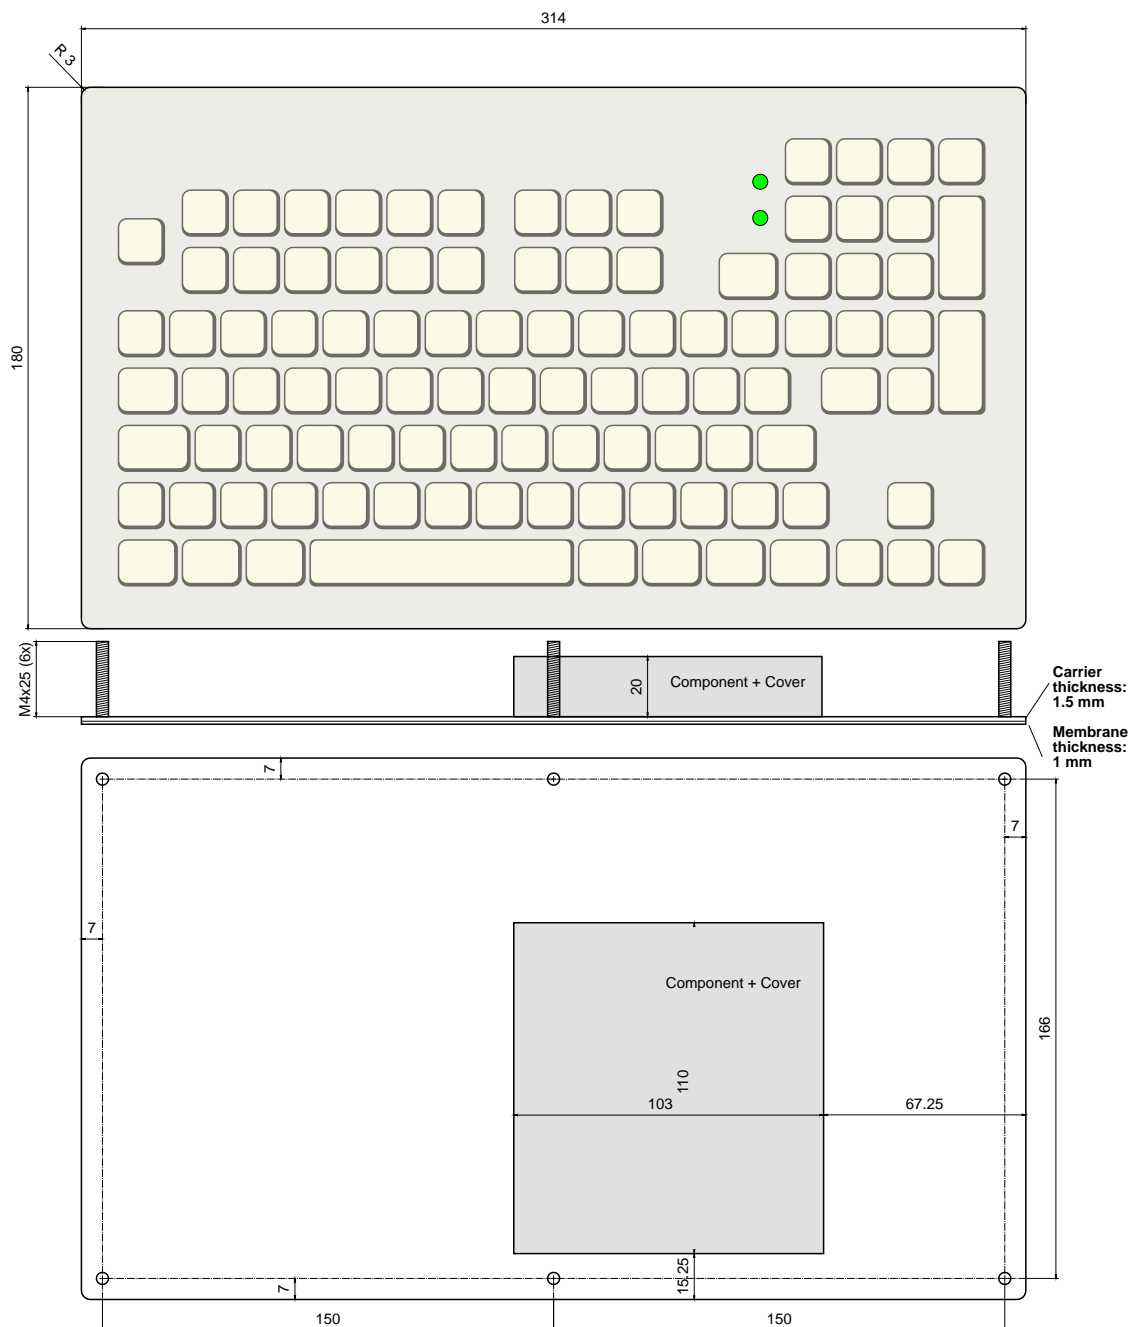 314
R 3
180
M4x25 (6x)
20
Component + Cover
Carrier
thickness:
1.5 mm
Membrane
thickness:
1 mm
7
7
7
Component + Cover
166
110
103
67.25
15.25
7
150
150